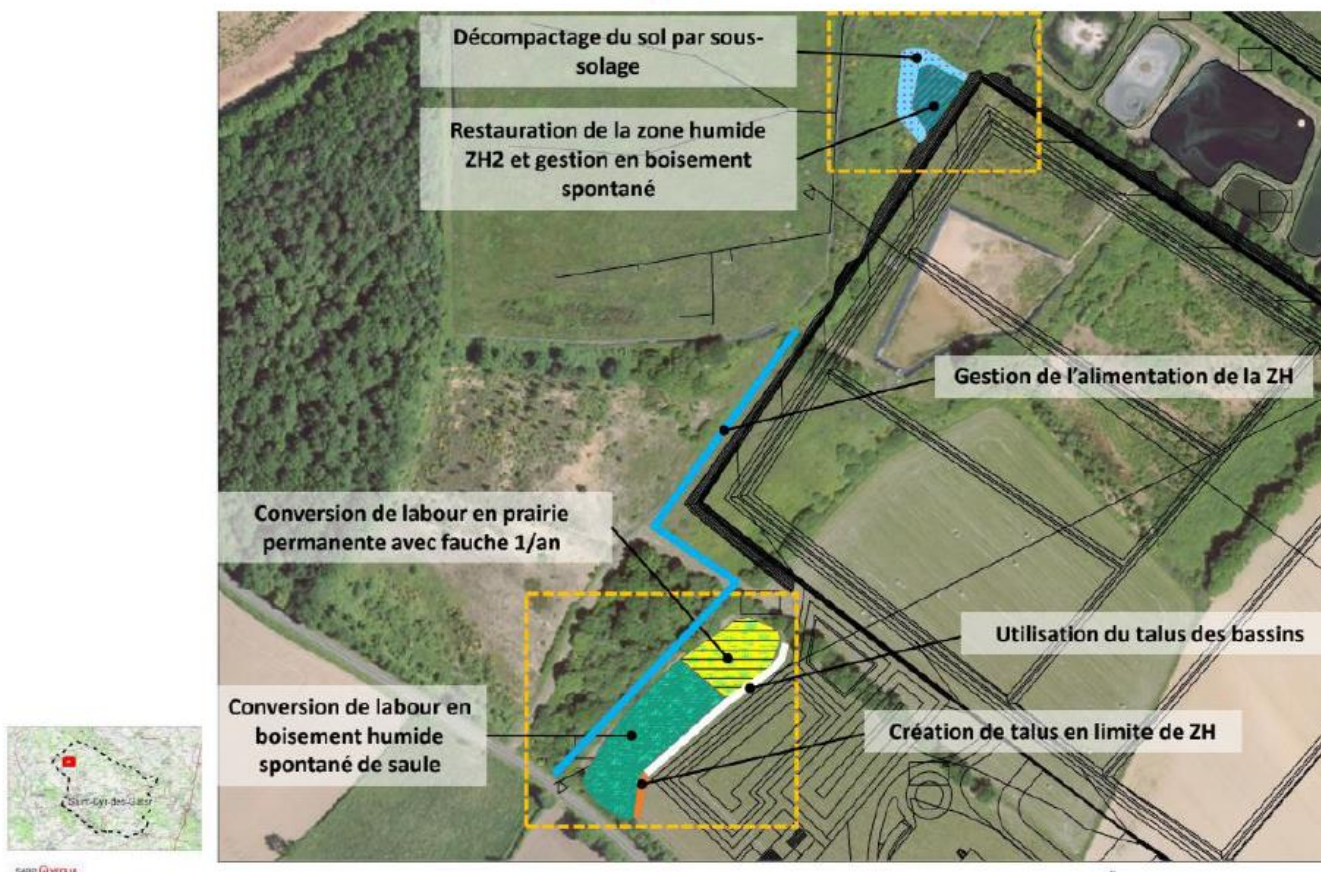 Décompactage du sol par sous-
solage
Restauration de la zone humide
ZH2 et gestion en boisement
spontané
Gestion de l'alimentation de la ZH
Conversion de labour en prairie
permanente avec fauche 1/an
Utilisation du talus des bassins
Conversion de labour en
boisement humide
spontané de saule
Création de talus en limite de ZH